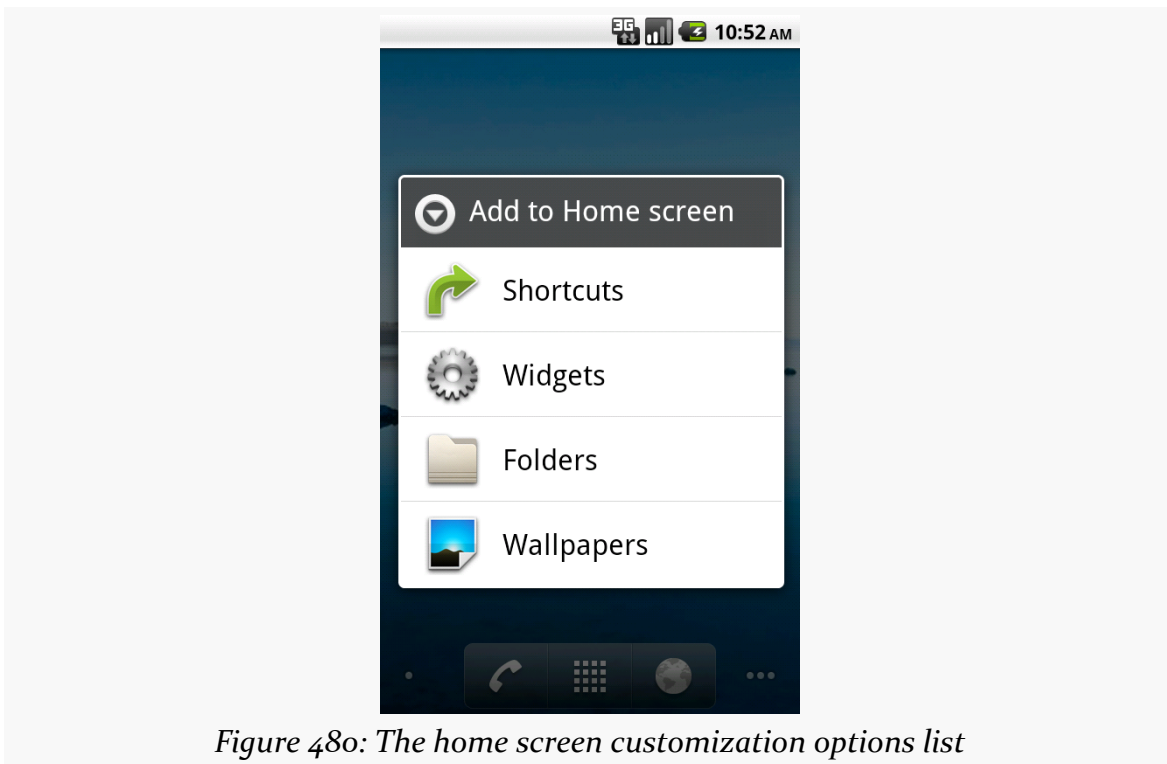 3G 10:52 AM
Add to Home screen
Shortcuts
Widgets
Folders
Wallpapers
Figure 480: The home screen customization options list